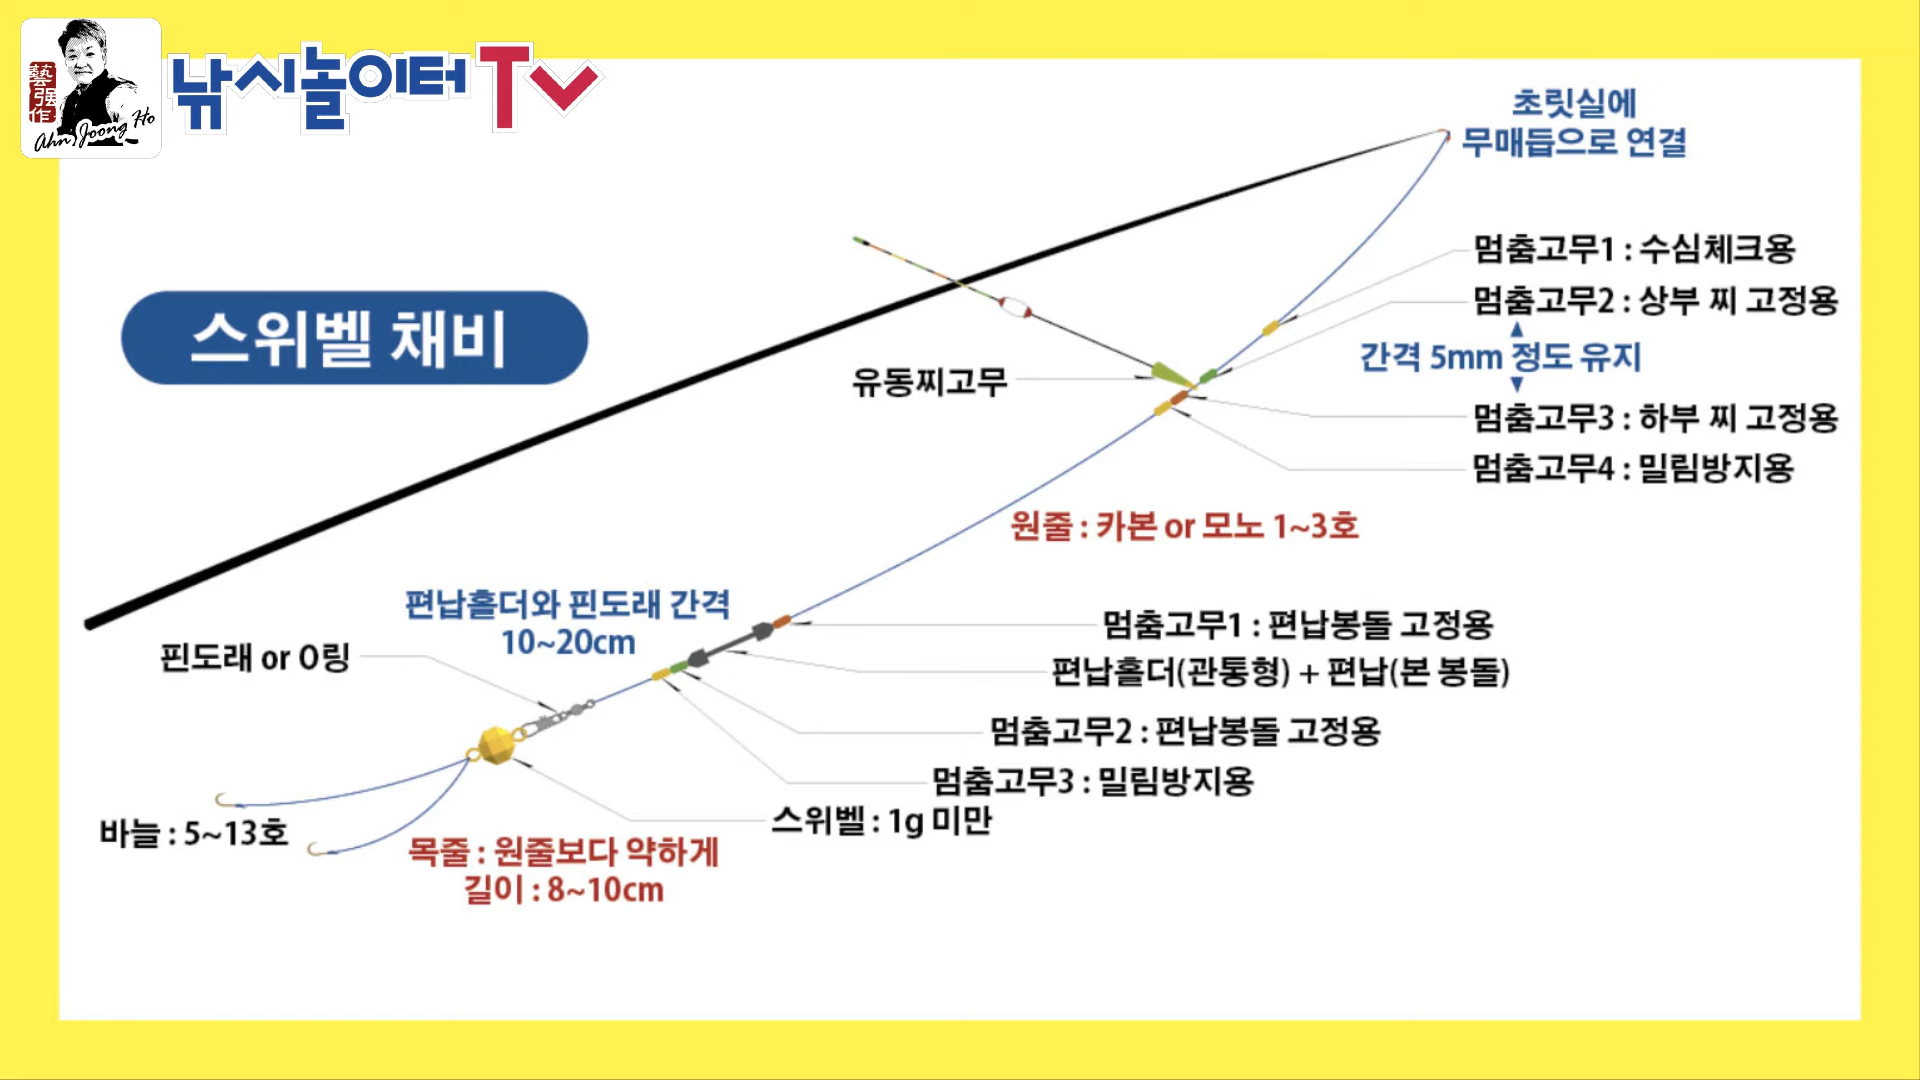 藝强作
Ahn Joong Ho
낚시놀이터TV
초릿실에
무매듭으로 연결
멈춤고무1 : 수심체크용
멈춤고무2 : 상부 찌 고정용
스위벨 채비
간격 5mm 정도 유지
유동찌고무
멈춤고무3 : 하부 찌 고정용
멈춤고무4 : 밀림방지용
원줄 : 카본 or 모노 1~3호
편납홀더와 핀도래 간격
10~20cm
멈춤고무1 : 편납봉돌 고정용
핀도래 or O링
편납홀더(관통형) + 편납(본 봉돌)
멈춤고무2 : 편납봉돌 고정용
멈춤고무3 : 밀림방지용
스위벨 : 1g 미만
바늘 : 5~13호
목줄 : 원줄보다 약하게
길이 : 8~10cm